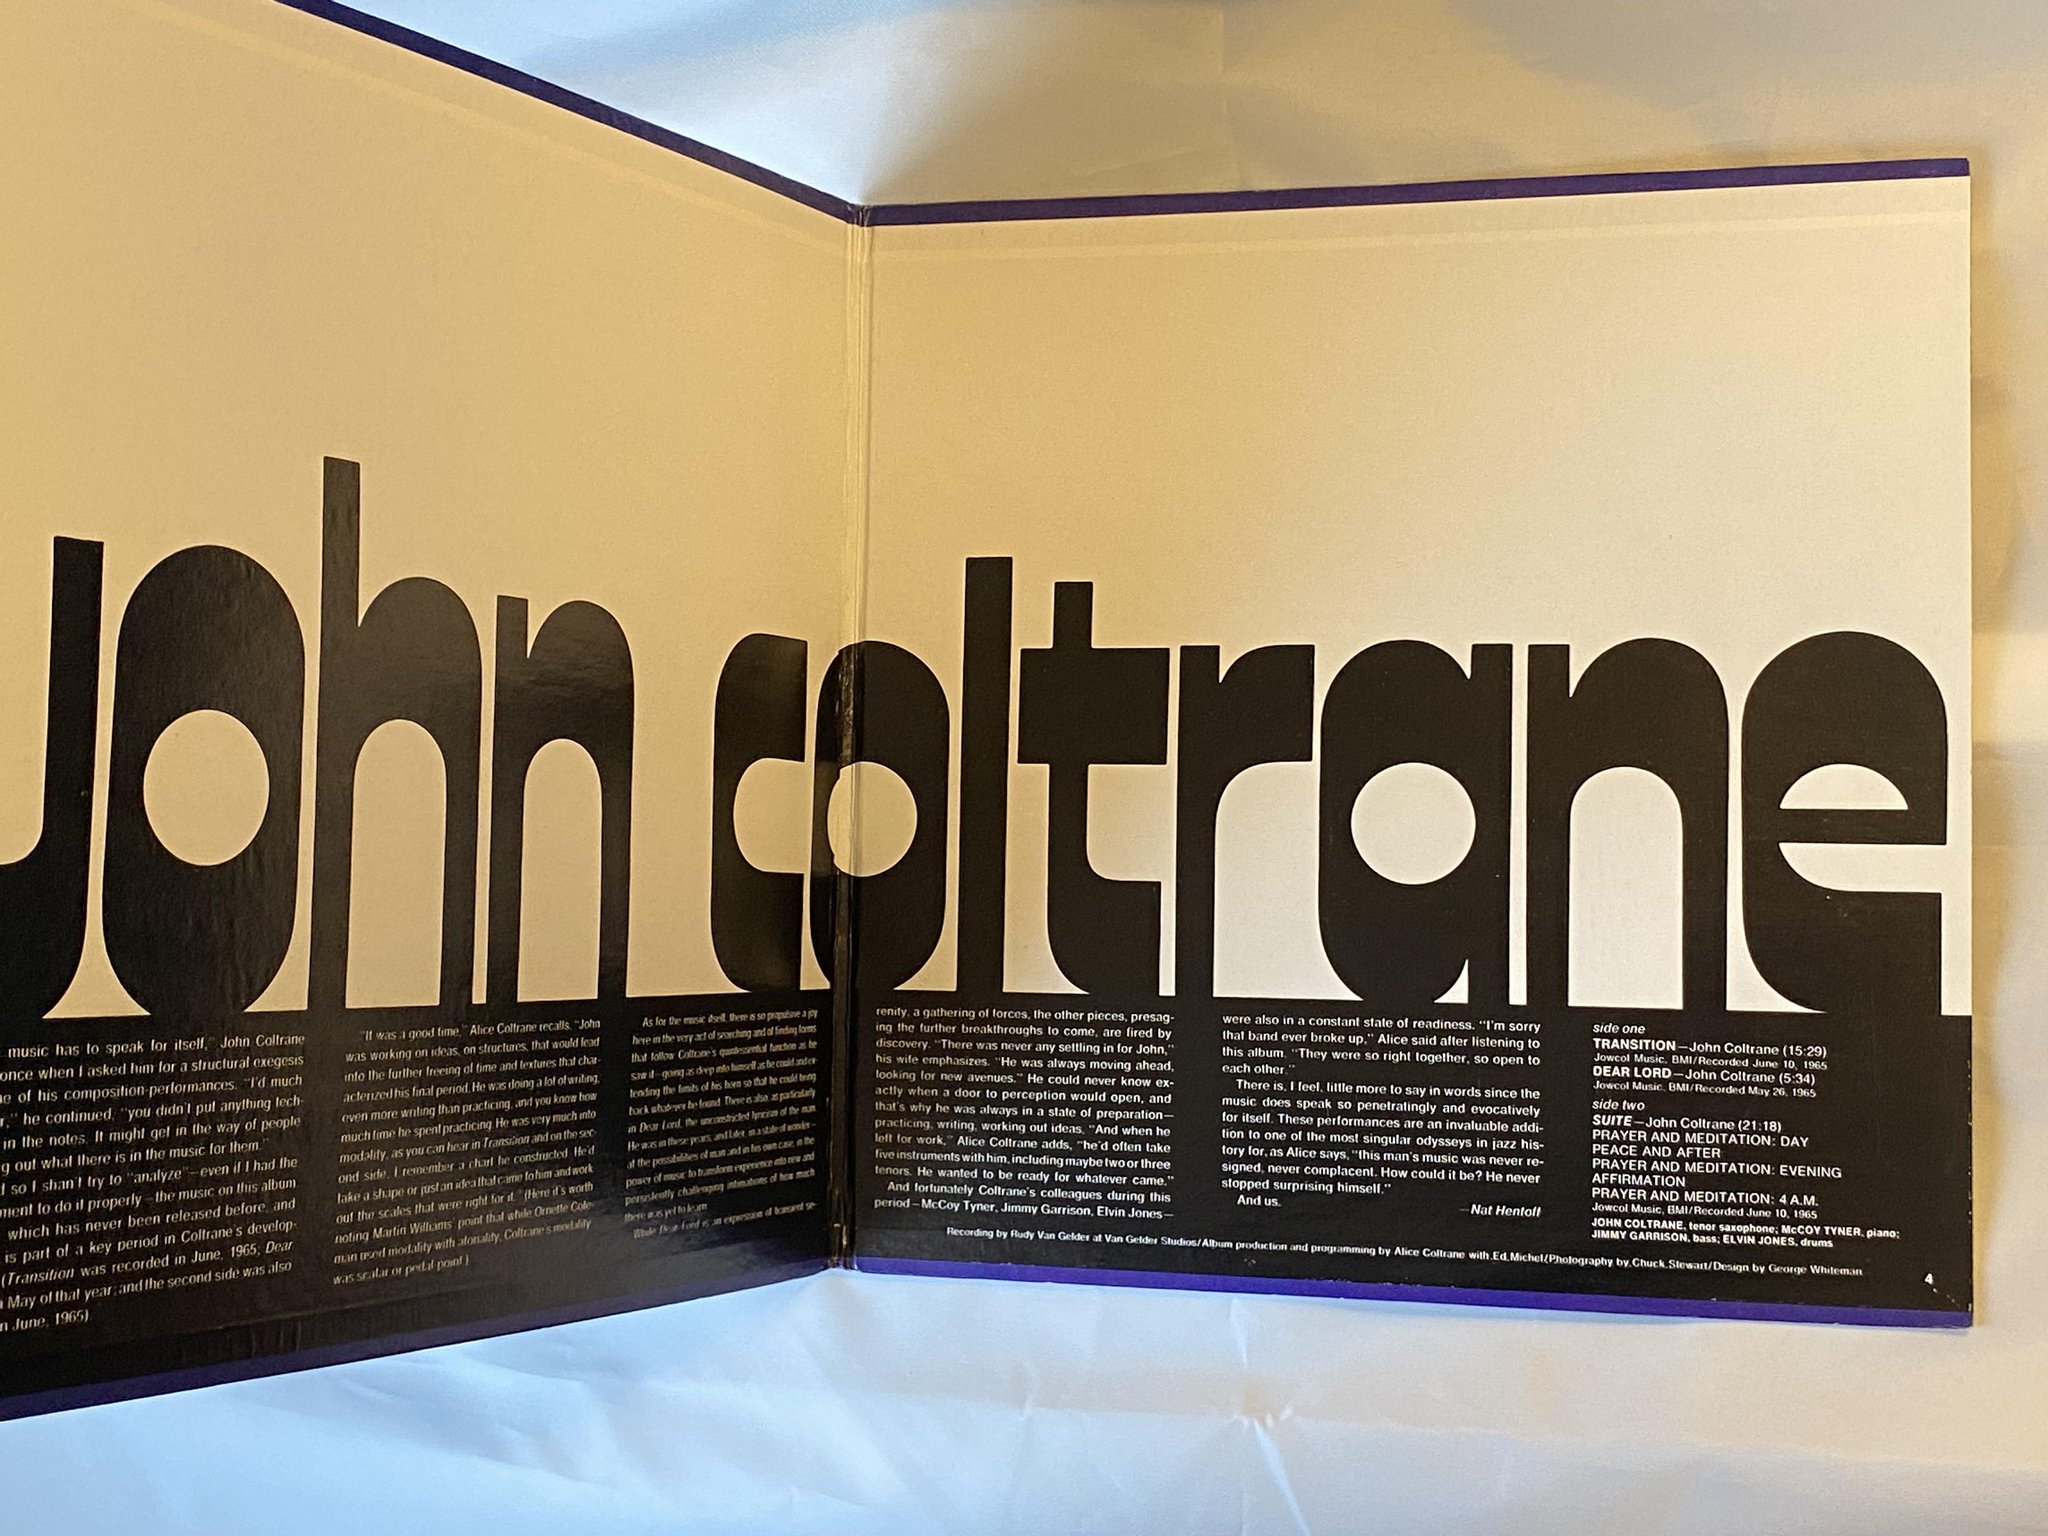 john coltrane
music has to speak for itself," John Coltrane
once when I asked him for a structural exegesis
of his composition-performances. "I'd much
he continued, "you didn't put anything tech-
in the notes. It might get in the way of people
out what there is in the music for them."
so I shan't try to "analyze"—even if I had the
to do it properly—the music on this album
which has never been released before, and
is part of a key period in Coltrane's develop-
(Transition was recorded in June, 1965; Dear
May of that year; and the second side was also
June, 1965).
"It was a good time," Alice Coltrane recalls. "John
was working on ideas, on structures, that would lead
into the further freeing of time and textures that char-
acterized his final period. He was doing a lot of writing,
even more writing than practicing, and you know how
much time he spent practicing. He was very much into
modality, as you can hear in Transition and on the sec-
ond side. I remember a chart he constructed. He'd
take a shape or just an idea that came to him and work
out the scales that were right for it." (Here it's worth
noting Martin Williams' point that while Ornette Cole-
man used modality with atonality, Coltrane's modality
was scalar or pedal point.)
As for the music itself, there is so propulsive a joy
here in the very act of searching and of finding forms
that follow Coltrane's quintessential function as he
saw it—going as deep into himself as he could and ex-
tending the limits of his horn so that he could bring
back whatever he found. There is also, as particularly
in Dear Lord, the unconstricted lyricism of the man
He was in those years, and later, in a state of wonder—
at the possibilities of man and in his own case, in the
power of music to transform experience into new and
persistently challenging intimations of how much
there was yet to learn.
While Dear Lord is an expression of transient se-
renity, a gathering of forces, the other pieces, presag-
ing the further breakthroughs to come, are fired by
discovery. "There was never any settling in for John,"
his wife emphasizes. "He was always moving ahead,
looking for new avenues." He could never know ex-
actly when a door to perception would open, and
that's why he was always in a state of preparation—
practicing, writing, working out ideas. "And when he
left for work," Alice Coltrane adds, "he'd often take
five instruments with him, including maybe two or three
tenors. He wanted to be ready for whatever came."
And fortunately Coltrane's colleagues during this
period—McCoy Tyner, Jimmy Garrison, Elvin Jones—
were also in a constant state of readiness. "I'm sorry
that band ever broke up," Alice said after listening to
this album. "They were so right together, so open to
each other."
There is, I feel, little more to say in words since the
music does speak so penetratingly and evocatively
for itself. These performances are an invaluable addi-
tion to one of the most singular odysseys in jazz his-
tory for, as Alice says, "this man's music was never re-
signed, never complacent. How could it be? He never
stopped surprising himself."
And us.
—Nat Hentoff
side one
TRANSITION—John Coltrane (15:29)
Jowcol Music, BMI/Recorded June 10, 1965
DEAR LORD—John Coltrane (5:34)
Jowcol Music, BMI/Recorded May 26, 1965
side two
SUITE—John Coltrane (21:18)
PRAYER AND MEDITATION: DAY
PEACE AND AFTER
PRAYER AND MEDITATION: EVENING
AFFIRMATION
PRAYER AND MEDITATION: 4 A.M.
Jowcol Music, BMI/Recorded June 10, 1965
JOHN COLTRANE, tenor saxophone; McCOY TYNER, piano;
JIMMY GARRISON, bass; ELVIN JONES, drums
Recording by Rudy Van Gelder at Van Gelder Studios/Album production and programming by Alice Coltrane with Ed Michel/Photography by Chuck Stewart/Design by George Whiteman
4